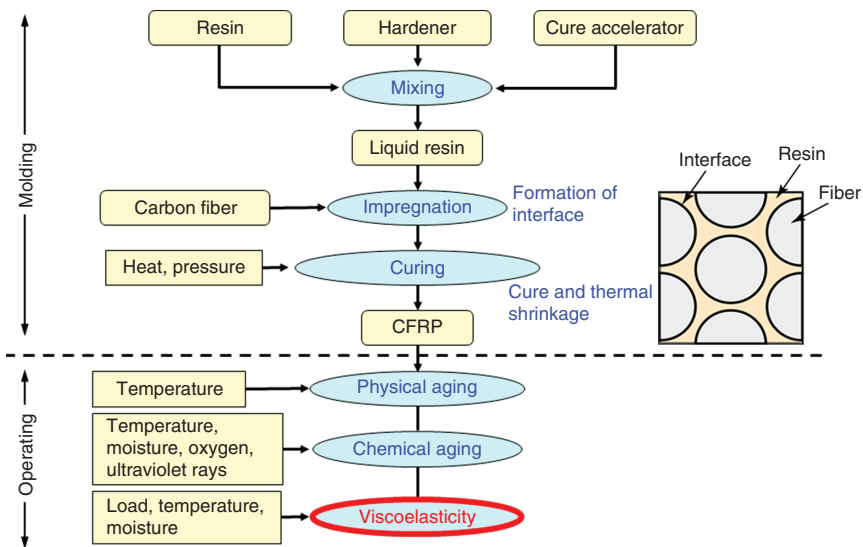 Resin
Hardener
Cure accelerator
Mixing
Liquid resin
Molding
Carbon fiber
Impregnation
Formation of
interface
Heat, pressure
Curing
Cure and thermal
shrinkage
CFRP
Interface
Resin
Fiber
Operating
Temperature
Physical aging
Temperature,
moisture, oxygen,
ultraviolet rays
Chemical aging
Load, temperature,
moisture
Viscoelasticity